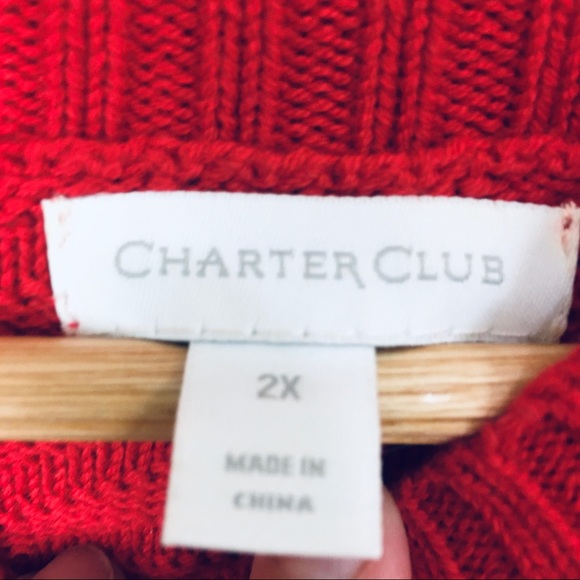 CHARTER CLUB
2X
MADE IN
CHINA